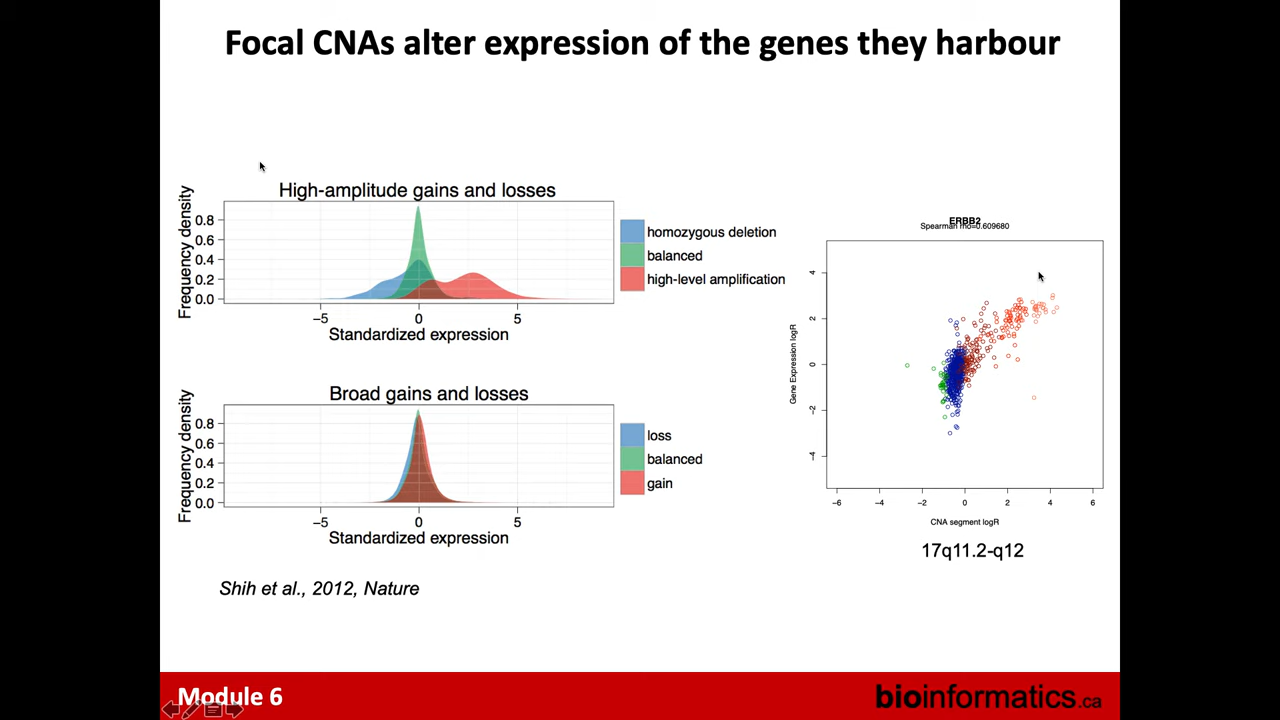 Focal CNAs alter expression of the genes they harbour
High-amplitude gains and losses
Frequency density
0.8
0.6
0.4
0.2
0.0
−5
0
5
Standardized expression
homozygous deletion
balanced
high-level amplification
Broad gains and losses
Frequency density
0.8
0.6
0.4
0.2
0.0
−5
0
5
Standardized expression
loss
balanced
gain
Shih et al., 2012, Nature
ERBB2
Spearman rho=0.609680
Gene Expression logR
4
2
0
−2
−4
−6
−4
−2
0
2
4
6
CNA segment logR
17q11.2-q12
Module 6
bioinformatics.ca